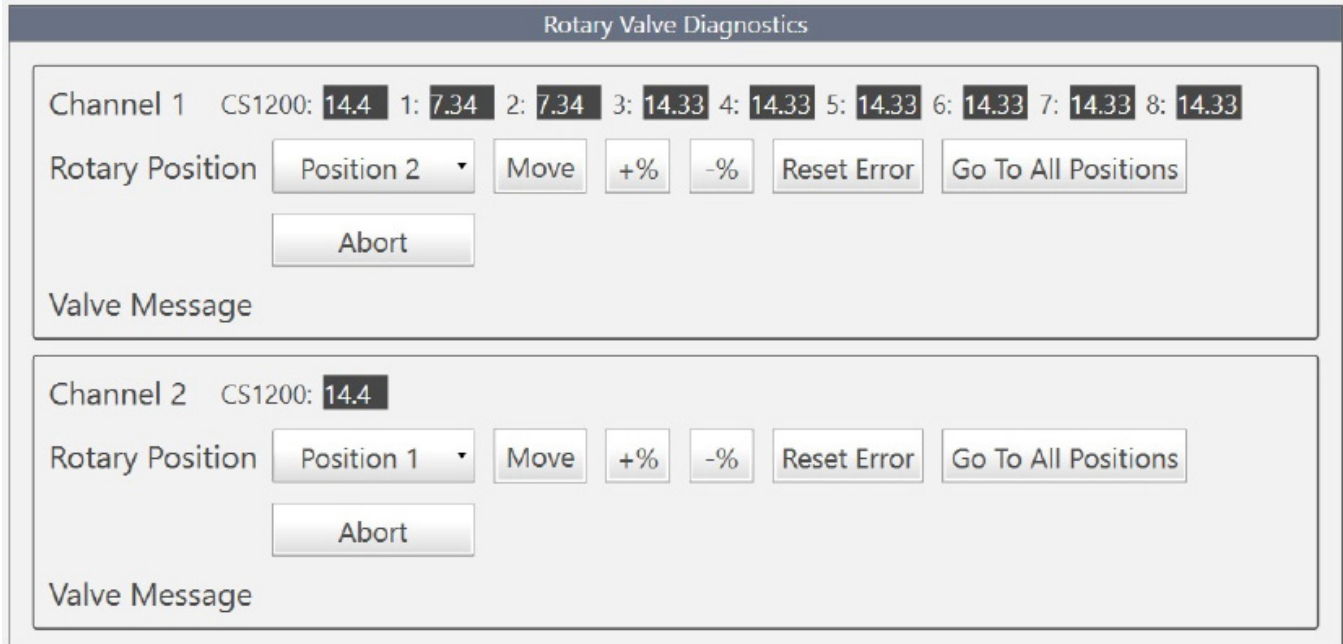 Rotary Valve Diagnostics
Channel 1 CS1200: 14.4 1: 7.34 2: 7.34 3: 14.33 4: 14.33 5: 14.33 6: 14.33 7: 14.33 8: 14.33
Rotary Position Position 2 Move +% -% Reset Error Go To All Positions
Abort
Valve Message
Channel 2 CS1200: 14.4
Rotary Position Position 1 Move +% -% Reset Error Go To All Positions
Abort
Valve Message